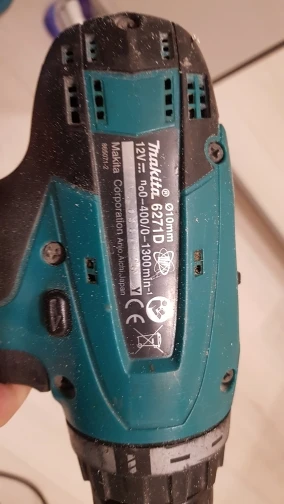 Ø10mm
Makita® 6271D
12V⎓ n₀0-400/0-1300min⁻¹
Makita Corporation Anjo, Aichi, Japan
Y CE